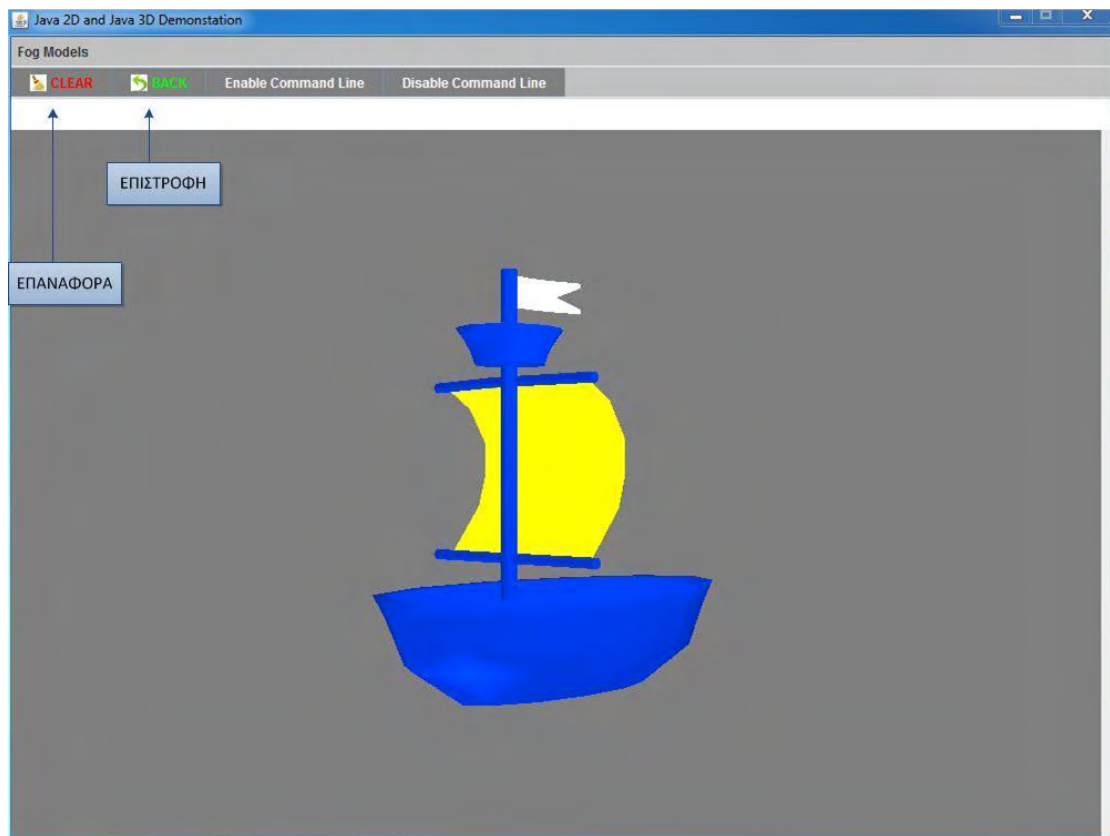 Java 2D and Java 3D Demonstation
Fog Models
CLEAR BACK Enable Command Line Disable Command Line
ΕΠΙΣΤΡΟΦΗ
ΕΠΑΝΑΦΟΡΑ